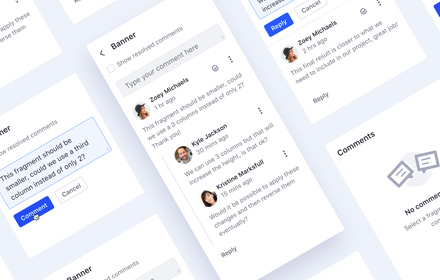 use them
Banner
Show resolved comments
Type your comment here
Zoey Michaels
1 hr ago
This fragment should be smaller, could
we use a 3 columns instead of only 2?
Thank you!
Kyle Jackson
30 mins ago
We can use 3 columns but that will
increase the height, is that ok?
Kristine Marksfull
15 mins ago
Would it be possible to apply these
changes and then reverse them
eventually?
Reply
resolved comments
This fragment should be
smaller, could we use a third
column instead of only 2?
Comment
Cancel
Banner
Show resolved comments
Reply
Cancel
Zoey Michaels
2 hrs ago
This final result is closer to what we
need to include in our project, great job!
Reply
Comments
No comme
Select a fragm